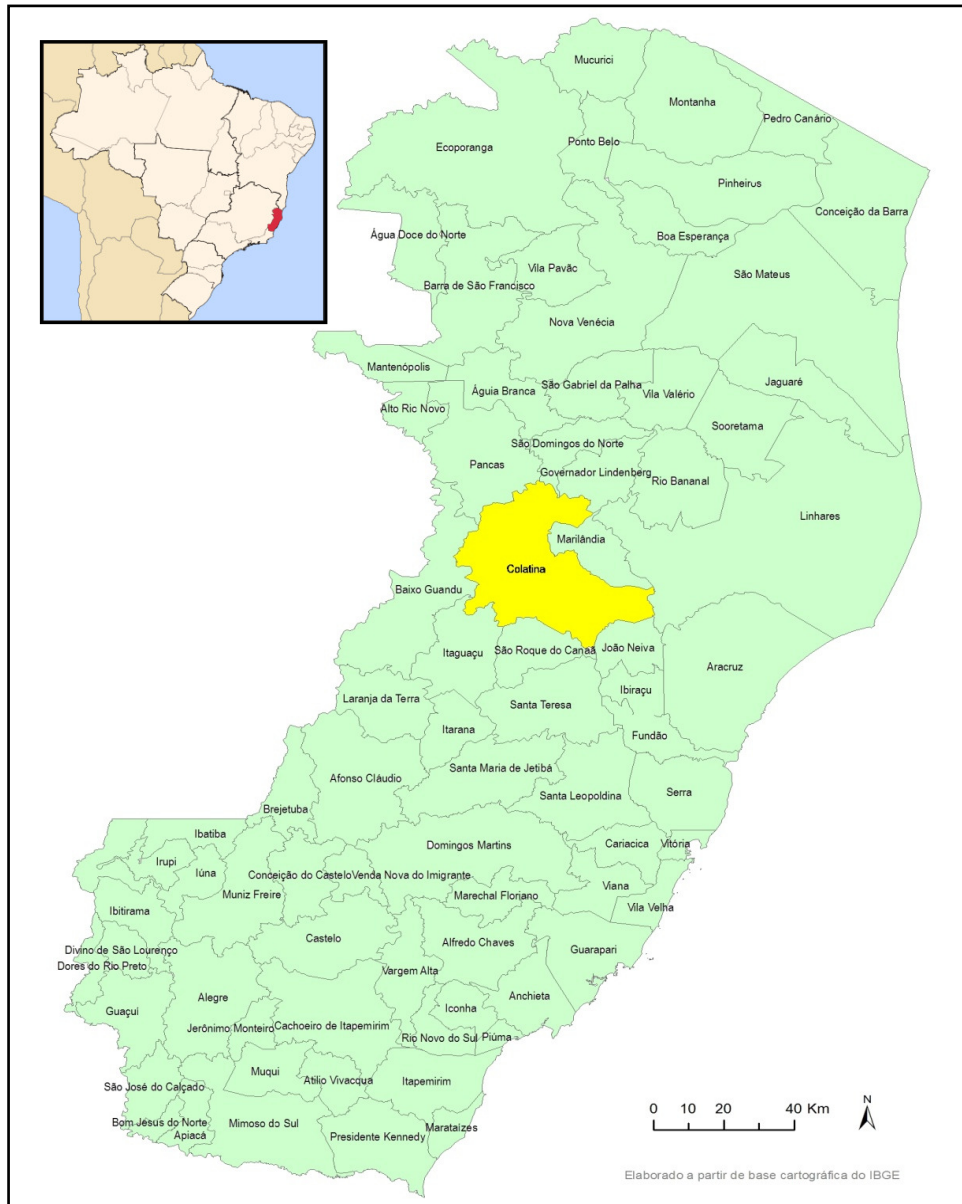 Mucurici
Montanha
Pedro Canário
Ecoporanga
Ponto Belo
Pinheirus
Conceição da Barra
Água Doce do Norte
Boa Esperança
Vila Pavão
São Mateus
Barra de São Francisco
Nova Venécia
Mantenópolis
Águia Branca
São Gabriel da Palha
Vila Valério
Jaguaré
Alto Ric Novo
Sooretama
São Domingos do Norte
Pancas
Governador Lindenberg
Rio Bananal
Linhares
Marilândia
Colatina
Baixo Guandu
Itaguaçu
São Roque do Canaã
João Neiva
Aracruz
Laranja da Terra
Ibiraçu
Santa Teresa
Itarana
Fundão
Afonso Cláudio
Santa Maria de Jetibá
Santa Leopoldina
Serra
Brejetuba
Ibatiba
Domingos Martins
Cariacica
Vitória
Irupi
Iúna
Conceição do Castelo
Venda Nova do Imigrante
Muniz Freire
Marechal Floriano
Viana
Vila Velha
Ibitirama
Castelo
Alfredo Chaves
Guarapari
Divino de São Lourenço
Dores do Rio Preto
Vargem Alta
Guaçuí
Alegre
Iconha
Anchieta
Jerônimo Monteiro
Cachoeiro de Itapemirim
Rio Novo do Sul
Piúma
Muqui
Atilio Vivacqua
Itapemirim
São José do Calçado
Bom Jesus do Norte
Apiacá
Mimoso do Sul
Presidente Kennedy
Marataízes
N
0 10 20 40 Km
Elaborado a partir de base cartográfica do IBGE